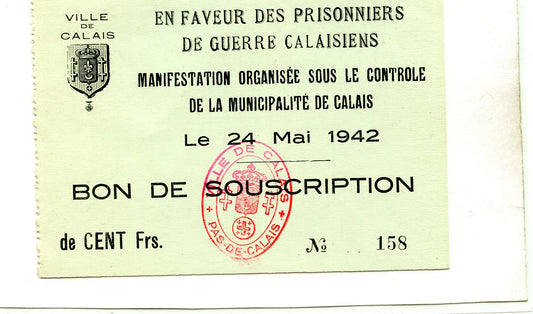 VILLE
DE
CALAIS
EN FAVEUR DES PRISONNIERS
DE GUERRE CALAISIENS
MANIFESTATION ORGANISÉE SOUS LE CONTROLE
DE LA MUNICIPALITÉ DE CALAIS
Le 24 Mai 1942
BON DE SOUSCRIPTION
VILLE DE CALAIS
PAS-DE-CALAIS
de CENT Frs.
№ 158